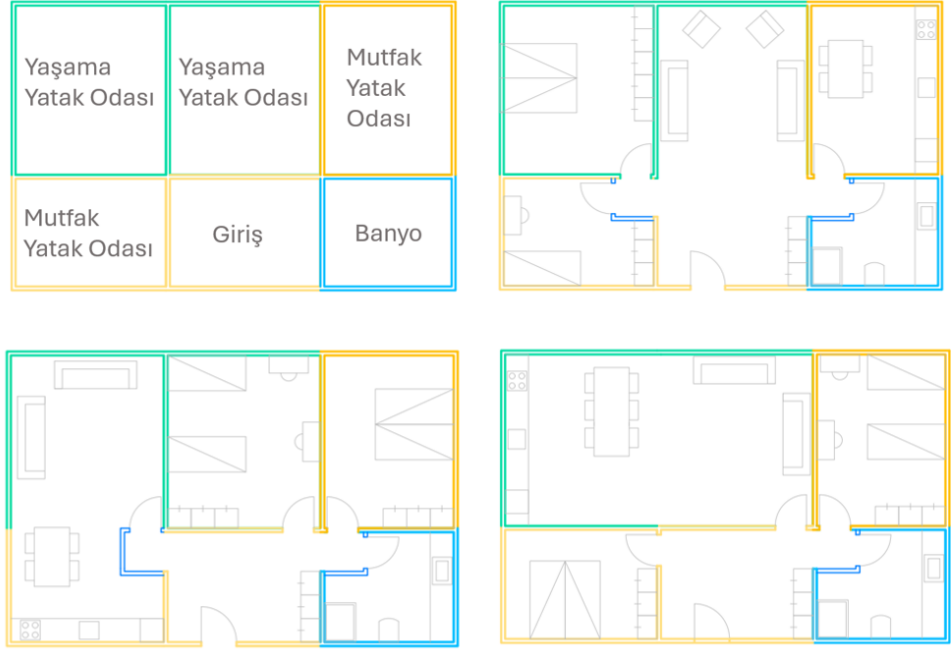 Yaşama
Yatak Odası
Yaşama
Yatak Odası
Mutfak
Yatak
Odası
Mutfak
Yatak Odası
Giriş
Banyo